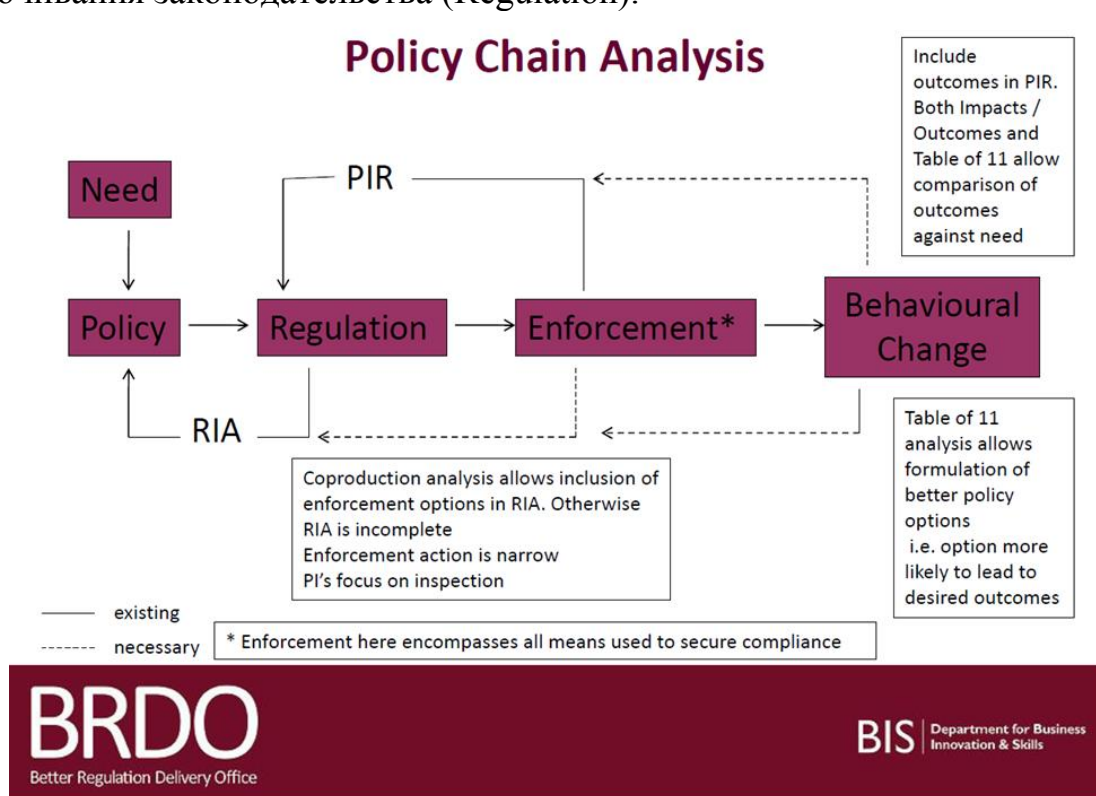 законодательства (Regulation).
Policy Chain Analysis
Include
outcomes in PIR.
Both Impacts /
Outcomes and
Table of 11 allow
comparison of
outcomes
against need
Need
PIR
Policy
Regulation
Enforcement*
Behavioural
Change
RIA
Coproduction analysis allows inclusion of
enforcement options in RIA. Otherwise
RIA is incomplete
Enforcement action is narrow
PI's focus on inspection
Table of 11
analysis allows
formulation of
better policy
options
i.e. option more
likely to lead to
desired outcomes
existing
necessary
* Enforcement here encompasses all means used to secure compliance
BRDO
Better Regulation Delivery Office
BIS
Department for Business
Innovation & Skills